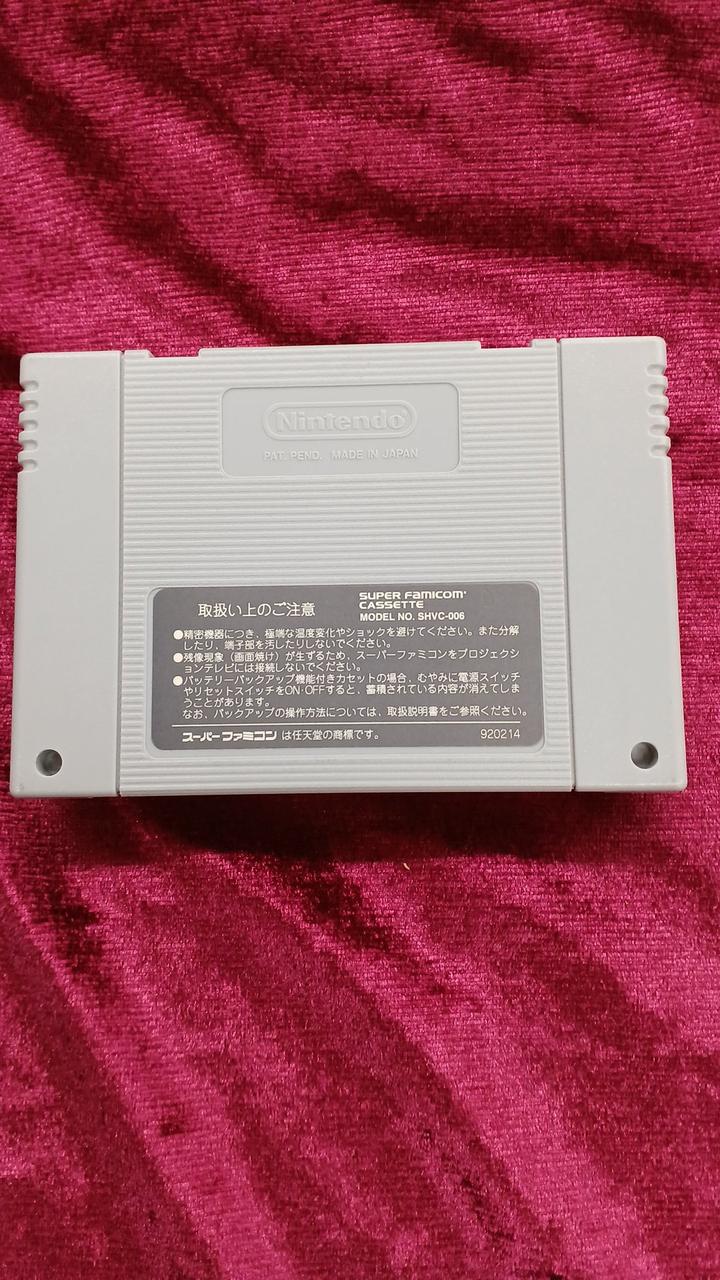 Nintendo
PAT. PEND. MADE IN JAPAN
取扱い上のご注意
SUPER FAMICOM
CASSETTE
MODEL NO. SHVC-006
●精密機器につき、極端な温度変化やショックを避けてください。また分解
したり、端子部を汚したりしないでください。
●残像現象（画面焼け）が生ずるため、スーパーファミコンをプロジェクシ
ョンテレビには接続しないでください。
●バッテリーバックアップ機能付きカセットの場合、むやみに電源スイッチ
やリセットスイッチをON・OFFすると、蓄積されている内容が消えてしま
うことがあります。
なお、バックアップの操作方法については、取扱説明書をご参照ください。
スーパーファミコン は任天堂の商標です。
920214